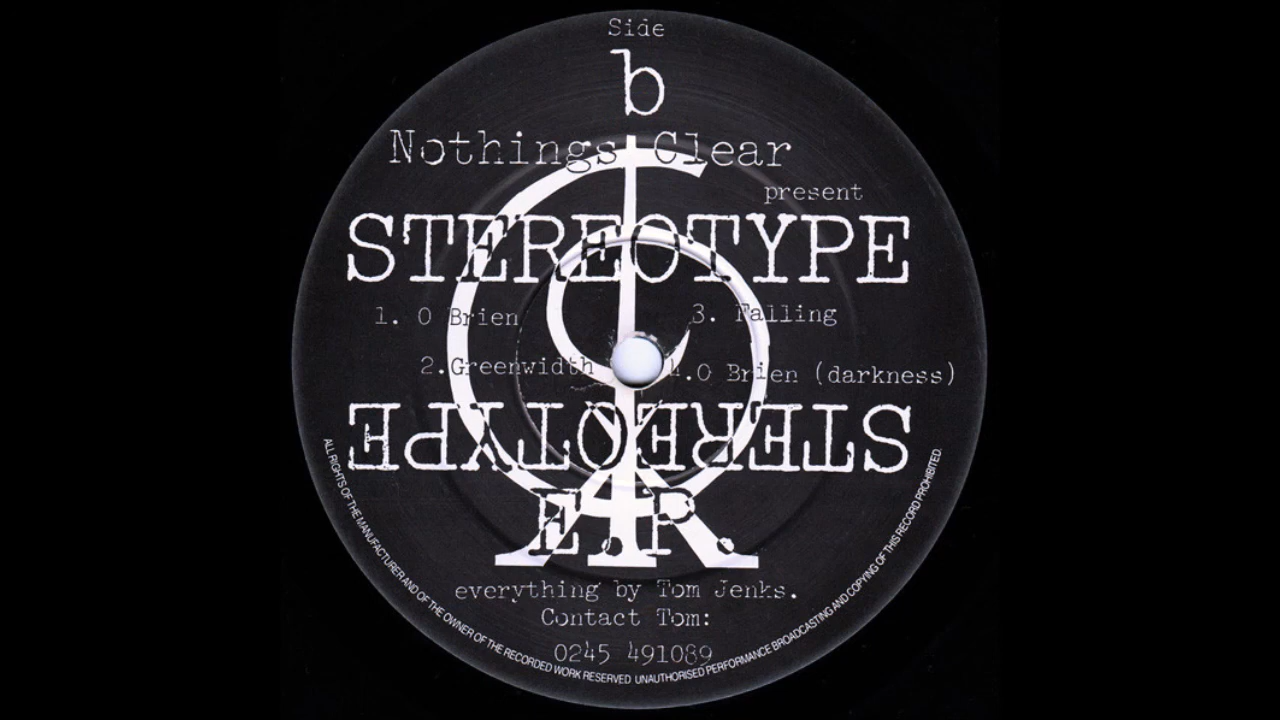 Side
b
Nothings Clear
present
STEREOTYPE
1. O Brien 3. Falling
2.Greenwidth 4.O Brien (darkness)
STEREOTYPE
E.P.
everything by Tom Jenks.
Contact Tom:
0245 491089
ALL RIGHTS OF THE MANUFACTURER AND OF THE OWNER OF THE RECORDED WORK RESERVED. UNAUTHORISED PERFORMANCE BROADCASTING AND COPYING OF THIS RECORD PROHIBITED.